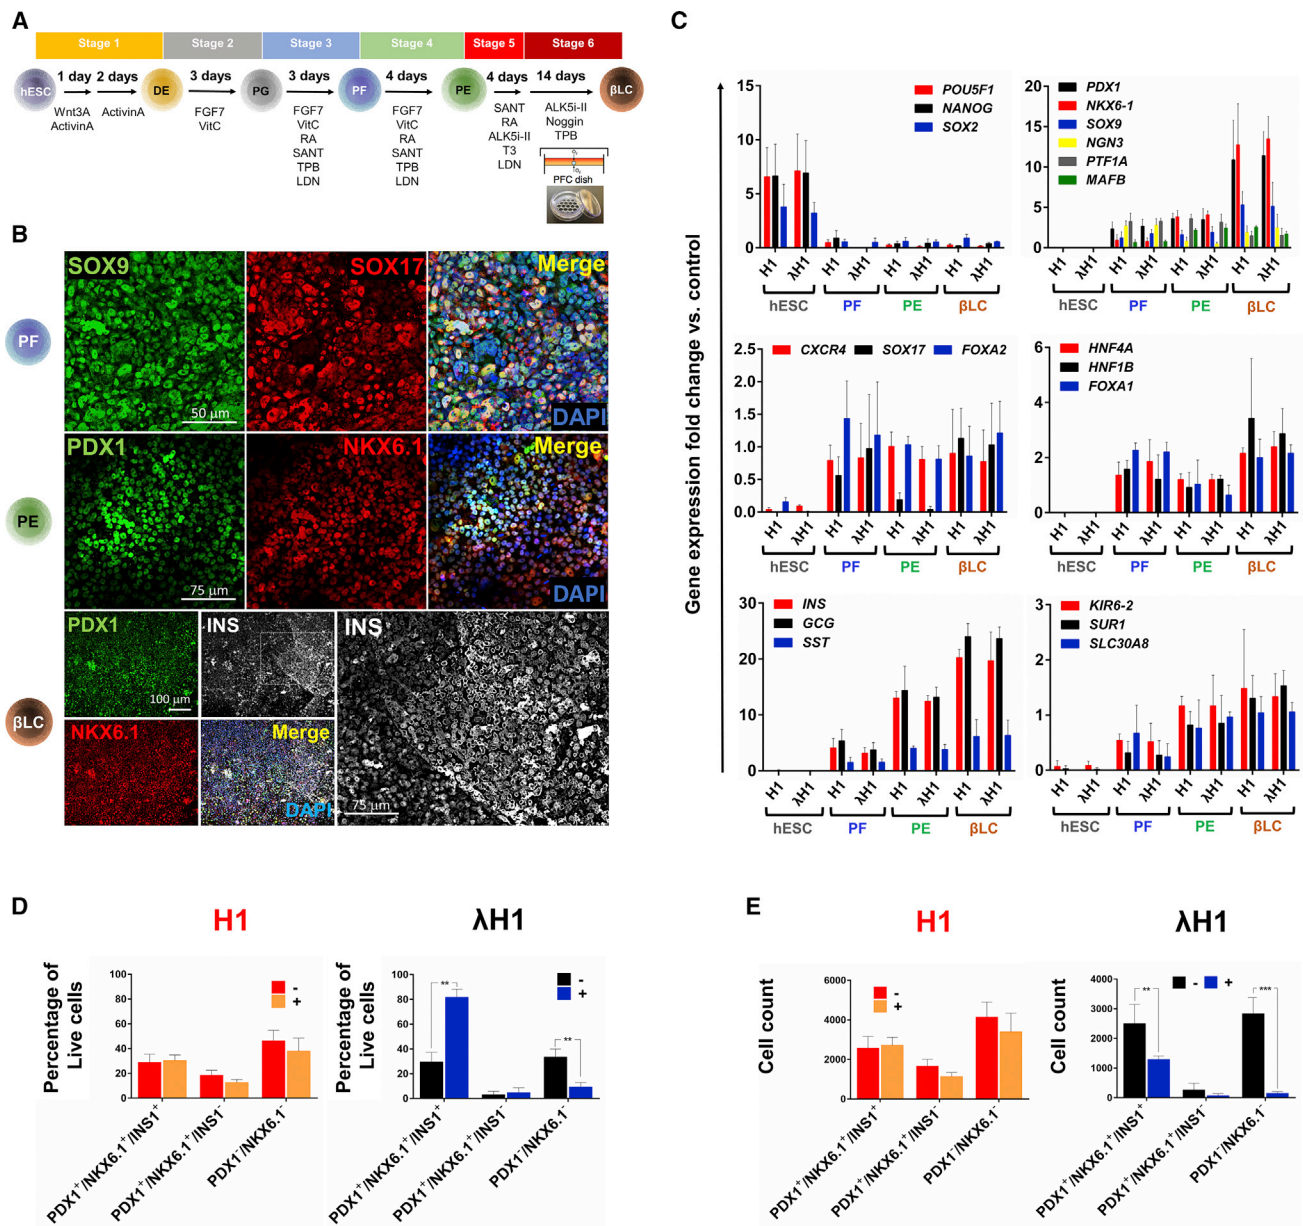 A
Stage 1 Stage 2 Stage 3 Stage 4 Stage 5 Stage 6
hESC 1 day 2 days DE 3 days PG 3 days PF 4 days PE 4 days 14 days βLC
Wnt3A
ActivinA
ActivinA
FGF7
VitC
FGF7
VitC
RA
SANT
TPB
LDN
FGF7
VitC
RA
SANT
TPB
LDN
SANT
RA
ALK5i-II
T3
LDN
ALK5i-II
Noggin
TPB
PFC dish
B
PF
SOX9
50 µm
SOX17
Merge
DAPI
PE
PDX1
75 µm
NKX6.1
Merge
DAPI
βLC
PDX1
100 µm
INS
INS
75 µm
NKX6.1
Merge
DAPI
C
Gene expression fold change vs. control
POU5F1
NANOG
SOX2
15
10
5
0
H1 λH1 H1 λH1 H1 λH1 H1 λH1
hESC PF PE βLC
PDX1
NKX6-1
SOX9
NGN3
PTF1A
MAFB
20
15
10
5
0
H1 λH1 H1 λH1 H1 λH1 H1 λH1
hESC PF PE βLC
CXCR4 SOX17 FOXA2
2.5
2.0
1.5
1.0
0.5
0.0
H1 λH1 H1 λH1 H1 λH1 H1 λH1
hESC PF PE βLC
HNF4A
HNF1B
FOXA1
6
4
2
0
H1 λH1 H1 λH1 H1 λH1 H1 λH1
hESC PF PE βLC
INS
GCG
SST
30
20
10
0
H1 λH1 H1 λH1 H1 λH1 H1 λH1
hESC PF PE βLC
KIR6-2
SUR1
SLC30A8
3
2
1
0
H1 λH1 H1 λH1 H1 λH1 H1 λH1
hESC PF PE βLC
D
H1
Percentage of
Live cells
100
80
60
40
20
0
-
+
PDX1+/NKX6.1+/INS1+
PDX1+/NKX6.1+/INS1-
PDX1-/NKX6.1-
λH1
Percentage of
Live cells
100
80
60
40
20
0
**
**
-
+
PDX1+/NKX6.1+/INS1+
PDX1+/NKX6.1+/INS1-
PDX1-/NKX6.1-
E
H1
Cell count
6000
4000
2000
0
-
+
PDX1+/NKX6.1+/INS1+
PDX1+/NKX6.1+/INS1-
PDX1-/NKX6.1-
λH1
Cell count
4000
3000
2000
1000
0
**
- +
***
PDX1+/NKX6.1+/INS1+
PDX1+/NKX6.1+/INS1-
PDX1-/NKX6.1-